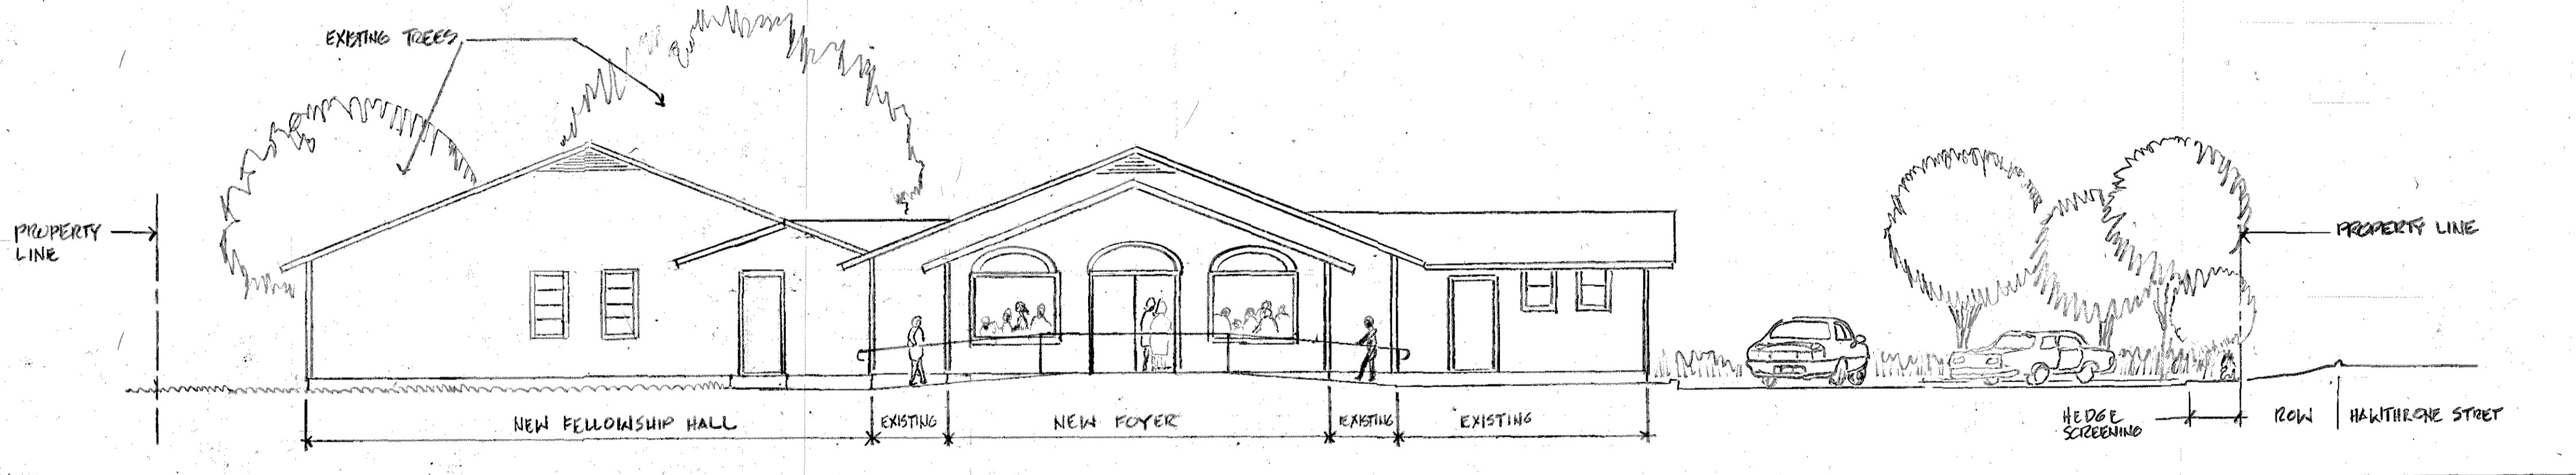 EXISTING TREES
PROPERTY
LINE
PROPERTY LINE
NEW FELLOWSHIP HALL
EXISTING
NEW FOYER
EXISTING
EXISTING
HEDGE
SCREENING
ROW
HAWTHRONE STRET